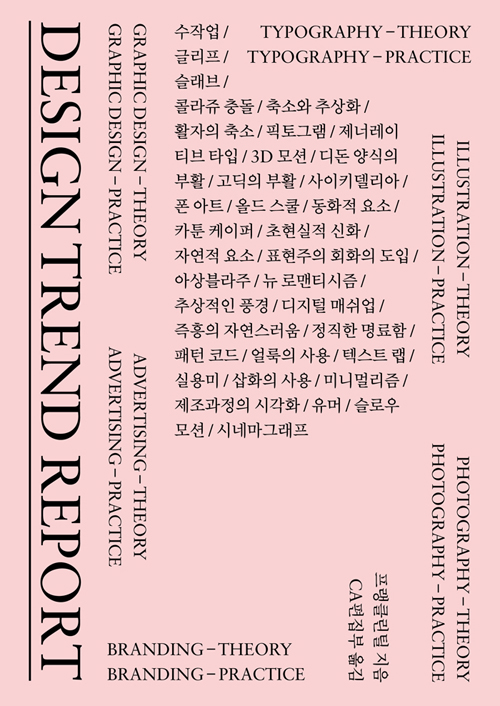 DESIGN TREND REPORT
GRAPHIC DESIGN – THEORY
GRAPHIC DESIGN – PRACTICE
수작업 /
글리프 /
슬래브 /
콜라쥬 충돌 / 축소와 추상화 /
활자의 축소 / 픽토그램 / 제너레이
티브 타입 / 3D 모션 / 디돈 양식의
부활 / 고딕의 부활 / 사이키델리아 /
폰 아트 / 올드 스쿨 / 동화적 요소 /
카툰 케이퍼 / 초현실적 신화 /
자연적 요소 / 표현주의 회화의 도입 /
아상블라주 / 뉴 로맨티시즘 /
추상적인 풍경 / 디지털 매쉬업 /
즉흥의 자연스러움 / 정직한 명료함 /
패턴 코드 / 얼룩의 사용 / 텍스트 랩 /
실용미 / 삽화의 사용 / 미니멀리즘 /
제조과정의 시각화 / 유머 / 슬로우
모션 / 시네마그래프
TYPOGRAPHY – THEORY
TYPOGRAPHY – PRACTICE
ILLUSTRATION – THEORY
ILLUSTRATION – PRACTICE
ADVERTISING – THEORY
ADVERTISING – PRACTICE
PHOTOGRAPHY – THEORY
PHOTOGRAPHY – PRACTICE
프랭클린틸 지음
CA편집부 옮김
BRANDING – THEORY
BRANDING – PRACTICE